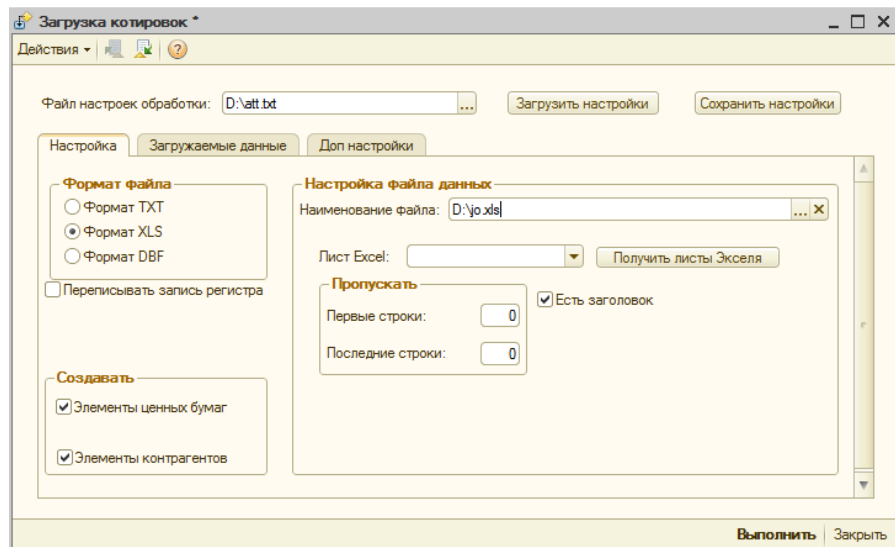 Загрузка котировок *
Действия
Файл настроек обработки: D:\att.txt ... Загрузить настройки Сохранить настройки
Настройка Загружаемые данные Доп настройки
Формат файла
Формат TXT
Формат XLS
Формат DBF
Переписывать запись регистра
Создавать
Элементы ценных бумаг
Элементы контрагентов
Настройка файла данных
Наименование файла: D:\jo.xls ...
Лист Excel: Получить листы Экселя
Пропускать
Первые строки: 0
Последние строки: 0
Есть заголовок
Выполнить Закрыть